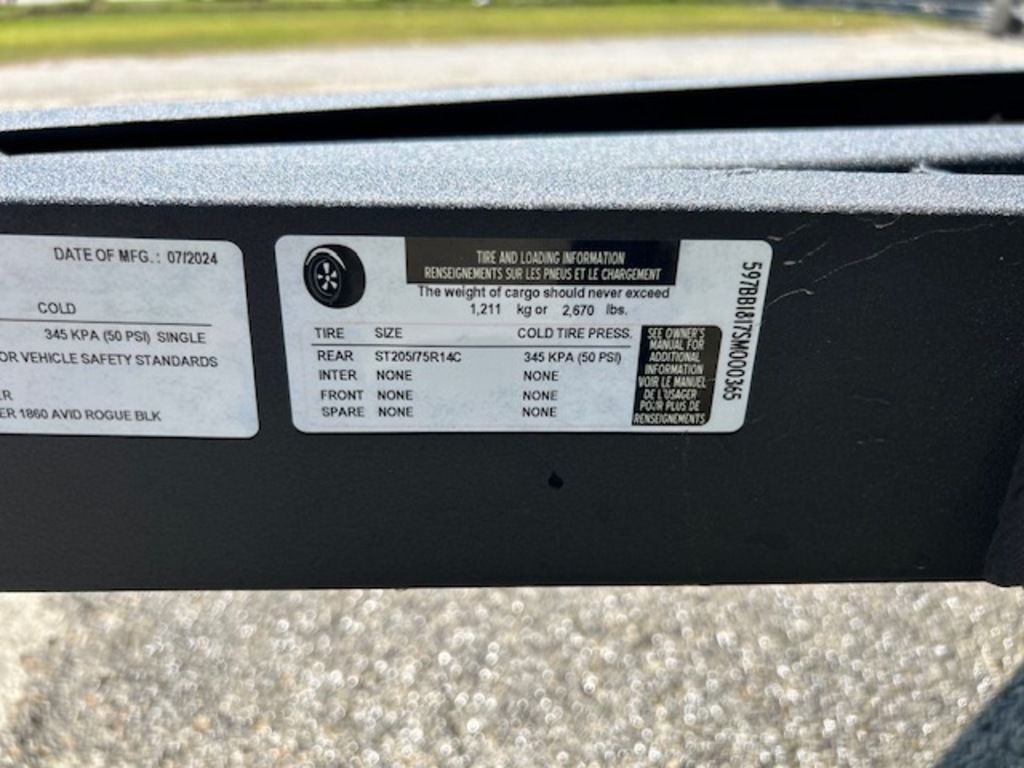 DATE OF MFG.: 07/2024
COLD
345 KPA (50 PSI) SINGLE
OR VEHICLE SAFETY STANDARDS
ER
ER 1860 AVID ROGUE BLK
TIRE AND LOADING INFORMATION
RENSEIGNEMENTS SUR LES PNEUS ET LE CHARGEMENT
The weight of cargo should never exceed
1,211 kg or 2,670 lbs.
TIRE SIZE COLD TIRE PRESS.
REAR ST205/75R14C 345 KPA (50 PSI)
INTER NONE NONE
FRONT NONE NONE
SPARE NONE NONE
SEE OWNER'S
MANUAL FOR
ADDITIONAL
INFORMATION
VOIR LE MANUEL
DE L'USAGER
POUR PLUS DE
RENSEIGNEMENTS
597BB1817SM000365